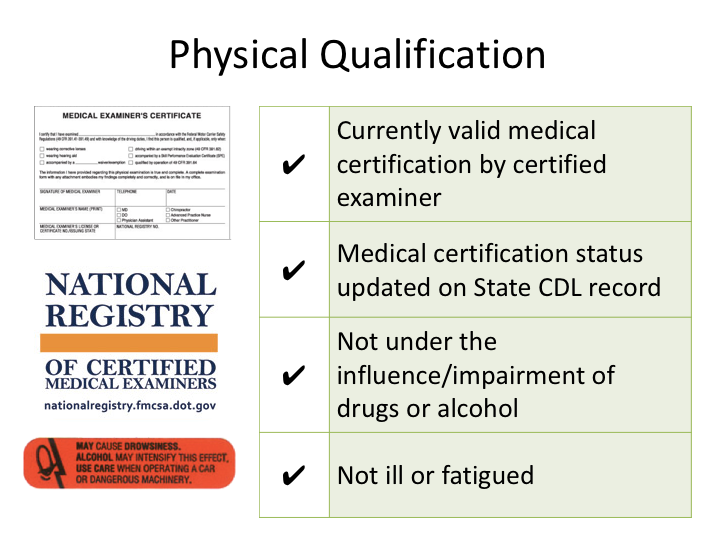 Physical Qualification
MEDICAL EXAMINER'S CERTIFICATE
I certify that I have examined in accordance with the Federal Motor Carrier Safety
Regulations (49 CFR 391.41-391.49) and with knowledge of the driving duties, I find this person is qualified; and, if applicable, only when:
☐ wearing corrective lenses
☐ driving within an exempt intracity zone (49 CFR 391.62)
☐ wearing hearing aid
☐ accompanied by a Skill Performance Evaluation Certificate (SPE)
☐ accompanied by a waiver/exemption
☐ qualified by operation of 49 CFR 391.64
The information I have provided regarding this physical examination is true and complete. A complete examination
form with any attachment embodies my findings completely and correctly, and is on file in my office.
SIGNATURE OF MEDICAL EXAMINER
TELEPHONE
DATE
MEDICAL EXAMINER'S NAME (PRINT)
☐ MD
☐ Chiropractor
☐ DO
☐ Advanced Practice Nurse
☐ Physician Assistant
☐ Other Practitioner
MEDICAL EXAMINER'S LICENSE OR
CERTIFICATE NO./ISSUING STATE
NATIONAL REGISTRY NO.
NATIONAL
REGISTRY
OF CERTIFIED
MEDICAL EXAMINERS
nationalregistry.fmcsa.dot.gov
MAY CAUSE DROWSINESS.
ALCOHOL MAY INTENSIFY THIS EFFECT.
USE CARE WHEN OPERATING A CAR
OR DANGEROUS MACHINERY.
✔ Currently valid medical
certification by certified
examiner
✔ Medical certification status
updated on State CDL record
✔ Not under the
influence/impairment of
drugs or alcohol
✔ Not ill or fatigued